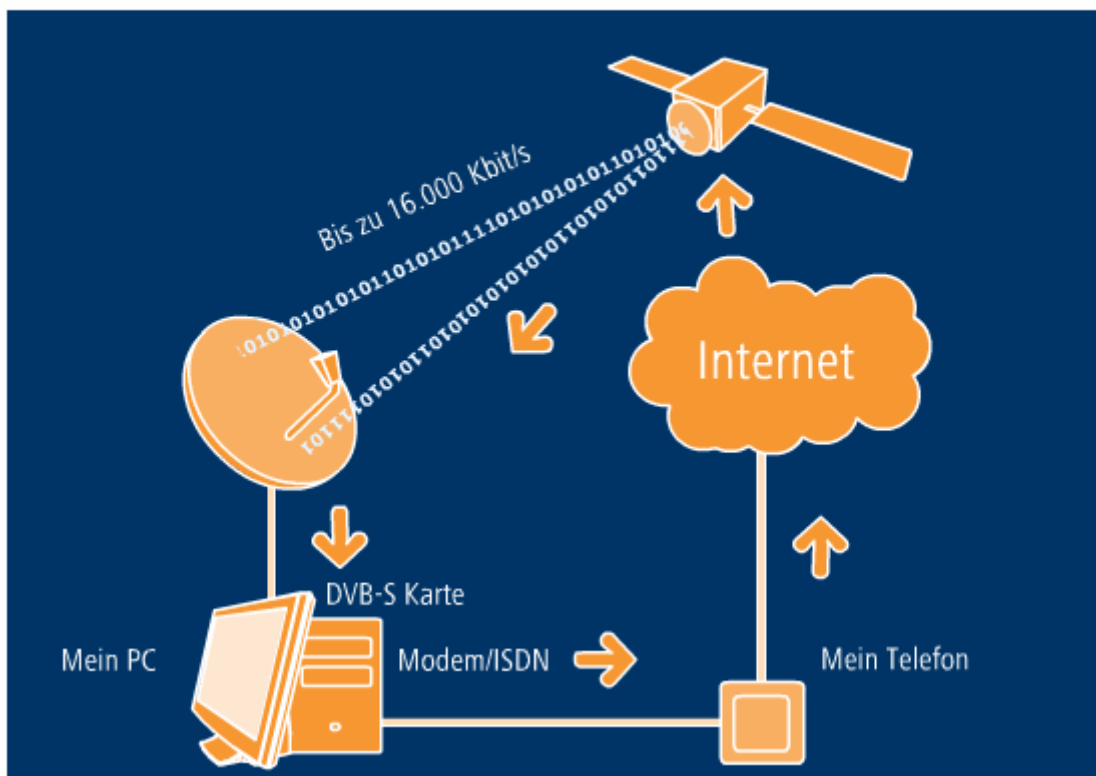 Bis zu 16.000 Kbit/s
Internet
DVB-S Karte
Mein PC
Modem/ISDN
Mein Telefon